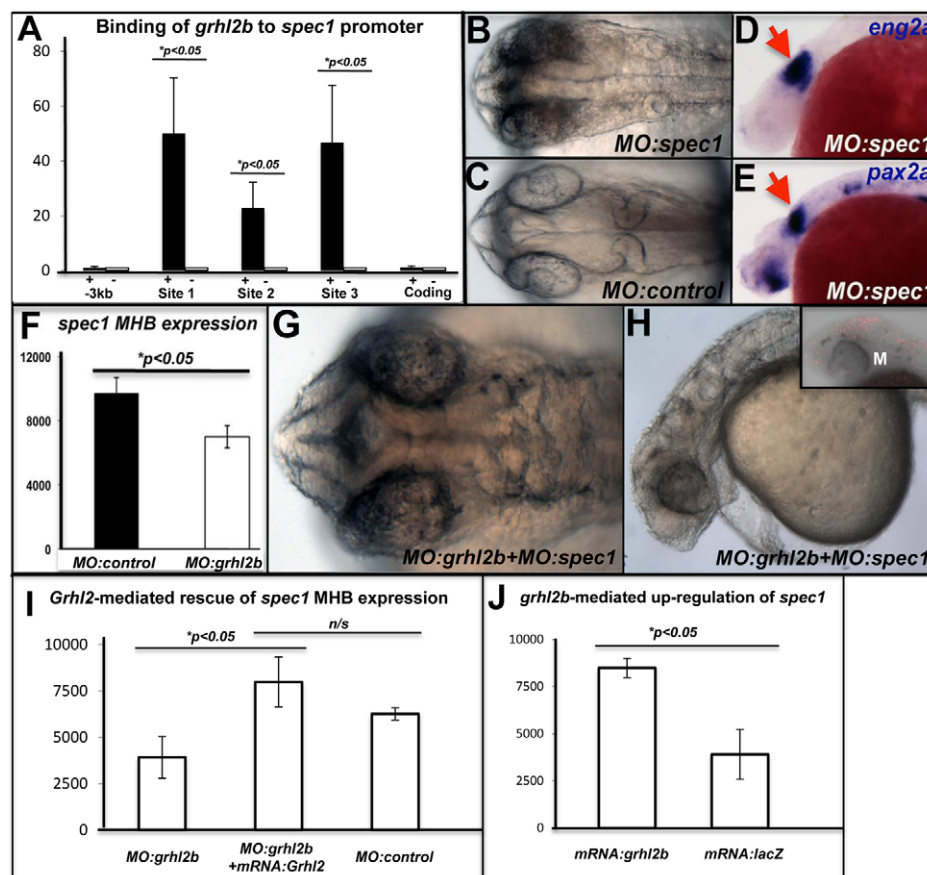 A
Binding of grhl2b to spec1 promoter
80
60
40
20
0
*p<0.05
*p<0.05
*p<0.05
+ - + - + - + - + -
-3kb Site 1 Site 2 Site 3 Coding
B
MO:spec1
C
MO:control
D
eng2a
MO:spec1
E
pax2a
MO:spec1
F
spec1 MHB expression
*p<0.05
12000
8000
4000
0
MO:control MO:grhl2b
G
MO:grhl2b+MO:spec1
H
M
MO:grhl2b+MO:spec1
I
Grhl2-mediated rescue of spec1 MHB expression
n/s
*p<0.05
10000
7500
5000
2500
0
MO:grhl2b MO:grhl2b MO:control
+mRNA:Grhl2
J
grhl2b-mediated up-regulation of spec1
*p<0.05
10000
7500
5000
2500
0
mRNA:grhl2b mRNA:lacZ